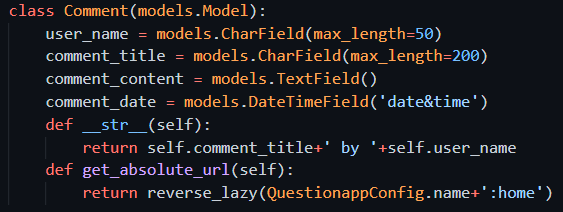 class Comment(models.Model):
    user_name = models.CharField(max_length=50)
    comment_title = models.CharField(max_length=200)
    comment_content = models.TextField()
    comment_date = models.DateTimeField('date&time')
    def __str__(self):
        return self.comment_title+' by '+self.user_name
    def get_absolute_url(self):
        return reverse_lazy(QuestionappConfig.name+':home')